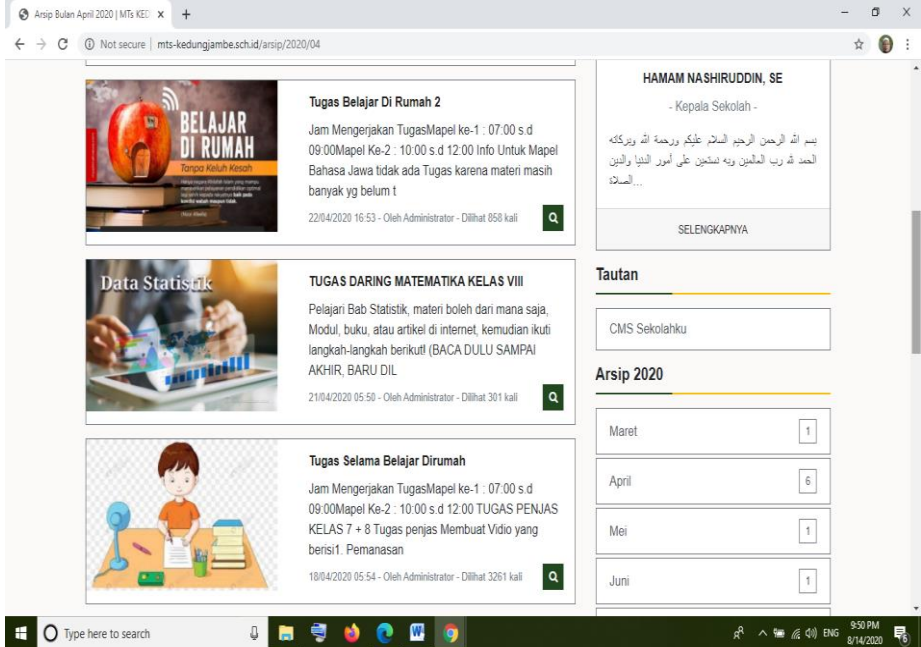 Arsip Bulan April 2020 | MTs KED
Not secure | mts-kedungjambe.sch.id/arsip/2020/04
BELAJAR
DI RUMAH
Tanpa Keluh Kesah
Tugas Belajar Di Rumah 2
Jam Mengerjakan TugasMapel ke-1 : 07:00 s.d
09:00Mapel Ke-2 : 10:00 s.d 12:00 Info Untuk Mapel
Bahasa Jawa tidak ada Tugas karena materi masih
banyak yg belum t
22/04/2020 16:53 - Oleh Administrator - Dilihat 858 kali
Data Statistik
TUGAS DARING MATEMATIKA KELAS VIII
Pelajari Bab Statistik, materi boleh dari mana saja,
Modul, buku, atau artikel di internet, kemudian ikuti
langkah-langkah berikut! (BACA DULU SAMPAI
AKHIR, BARU DIL
21/04/2020 05:50 - Oleh Administrator - Dilihat 301 kali
Tugas Selama Belajar Dirumah
Jam Mengerjakan TugasMapel ke-1 : 07:00 s.d
09:00Mapel Ke-2 : 10:00 s.d 12:00 TUGAS PENJAS
KELAS 7 + 8 Tugas penjas Membuat Vidio yang
berisi1. Pemanasan
18/04/2020 05:54 - Oleh Administrator - Dilihat 3261 kali
HAMAM NASHIRUDDIN, SE
- Kepala Sekolah -
بسم الله الرحمن الرحيم السلام عليكم ورحمة الله وبركاته
الحمد لله رب العالمين وبه نستعين على أمور الدنيا والدين
...الصلاة
SELENGKAPNYA
Tautan
CMS Sekolahku
Arsip 2020
Maret 1
April 6
Mei 1
Juni 1
Type here to search
ENG
9:50 PM
8/14/2020